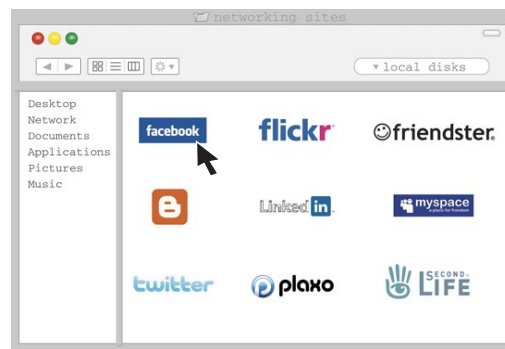 networking sites
local disks
Desktop
Network
Documents
Applications
Pictures
Music
facebook
flickr
friendster.
Linked in.
myspace
a place for friends
twitter
plaxo
SECOND LIFE